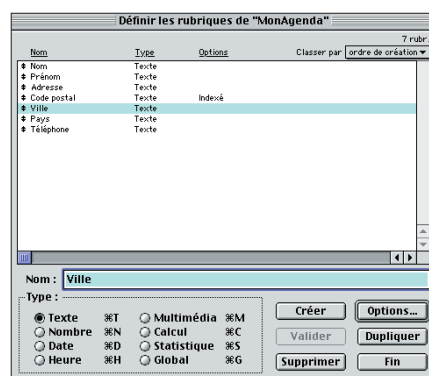 Définir les rubriques de "MonAgenda"
7 rubr.
Nom Type Options Classer par ordre de création
Nom Texte
Prénom Texte
Adresse Texte
Code postal Texte Indexé
Ville Texte
Pays Texte
Téléphone Texte
Nom : Ville
Type :
Texte ⌘T Multimédia ⌘M Créer Options...
Nombre ⌘N Calcul ⌘C Valider Dupliquer
Date ⌘D Statistique ⌘S
Heure ⌘H Global ⌘G Supprimer Fin